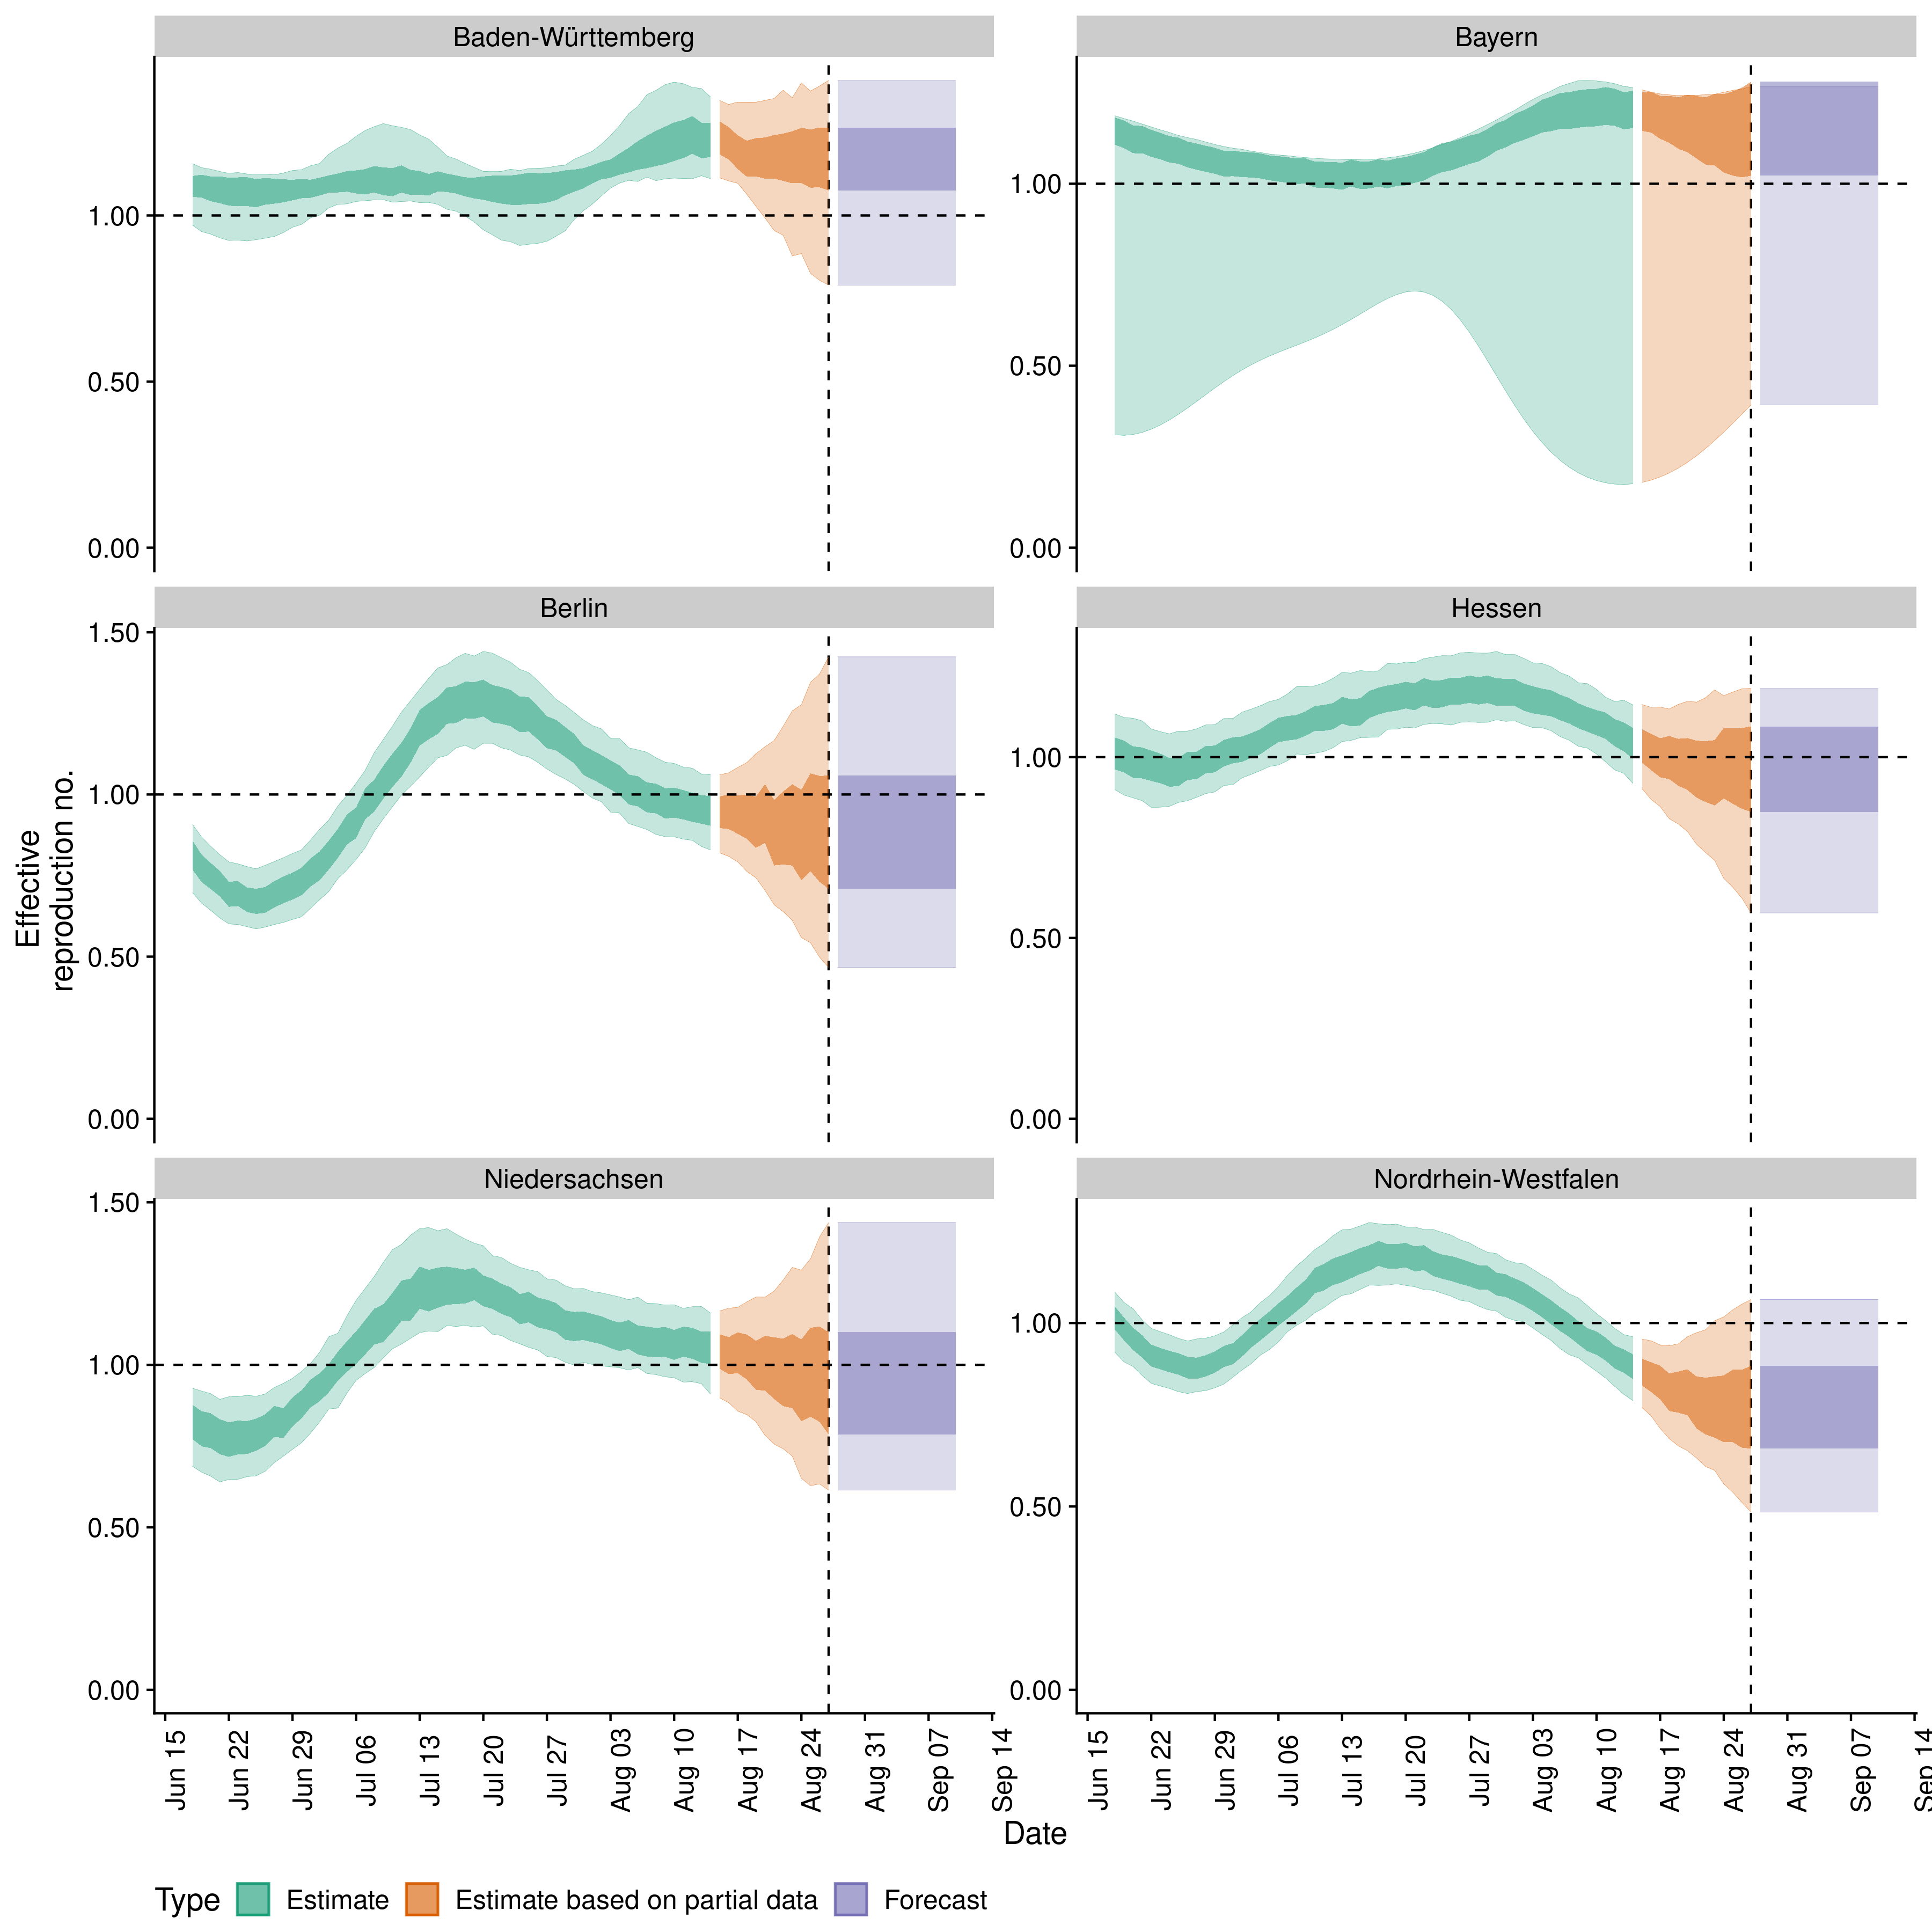 Baden-Württemberg
Bayern
1.00
0.50
0.00
1.00
0.50
0.00
Berlin
Hessen
1.50
1.00
0.50
0.00
1.00
0.50
0.00
Effective
reproduction no.
Niedersachsen
Nordrhein-Westfalen
1.50
1.00
0.50
0.00
1.00
0.50
0.00
Jun 15
Jun 22
Jun 29
Jul 06
Jul 13
Jul 20
Jul 27
Aug 03
Aug 10
Aug 17
Aug 24
Aug 31
Sep 07
Sep 14
Jun 15
Jun 22
Jun 29
Jul 06
Jul 13
Jul 20
Jul 27
Aug 03
Aug 10
Aug 17
Aug 24
Aug 31
Sep 07
Sep 14
Date
Type Estimate Estimate based on partial data Forecast